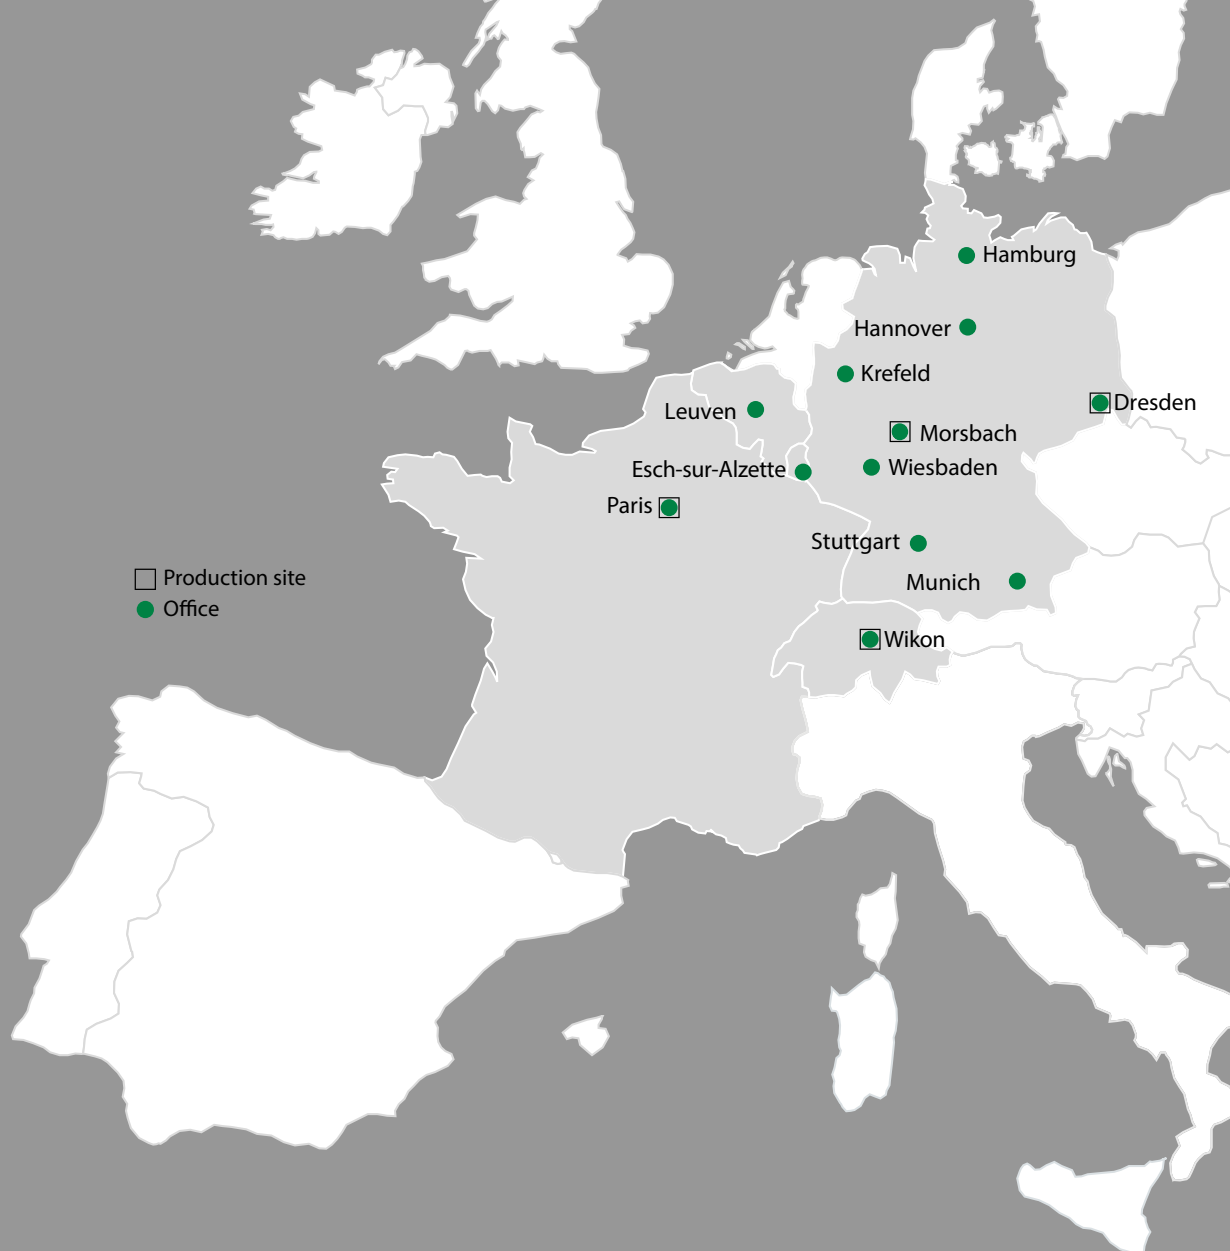 Hamburg
Hannover
Krefeld
Dresden
Leuven
Morsbach
Esch-sur-Alzette
Wiesbaden
Paris
Stuttgart
Munich
Production site
Office
Wikon